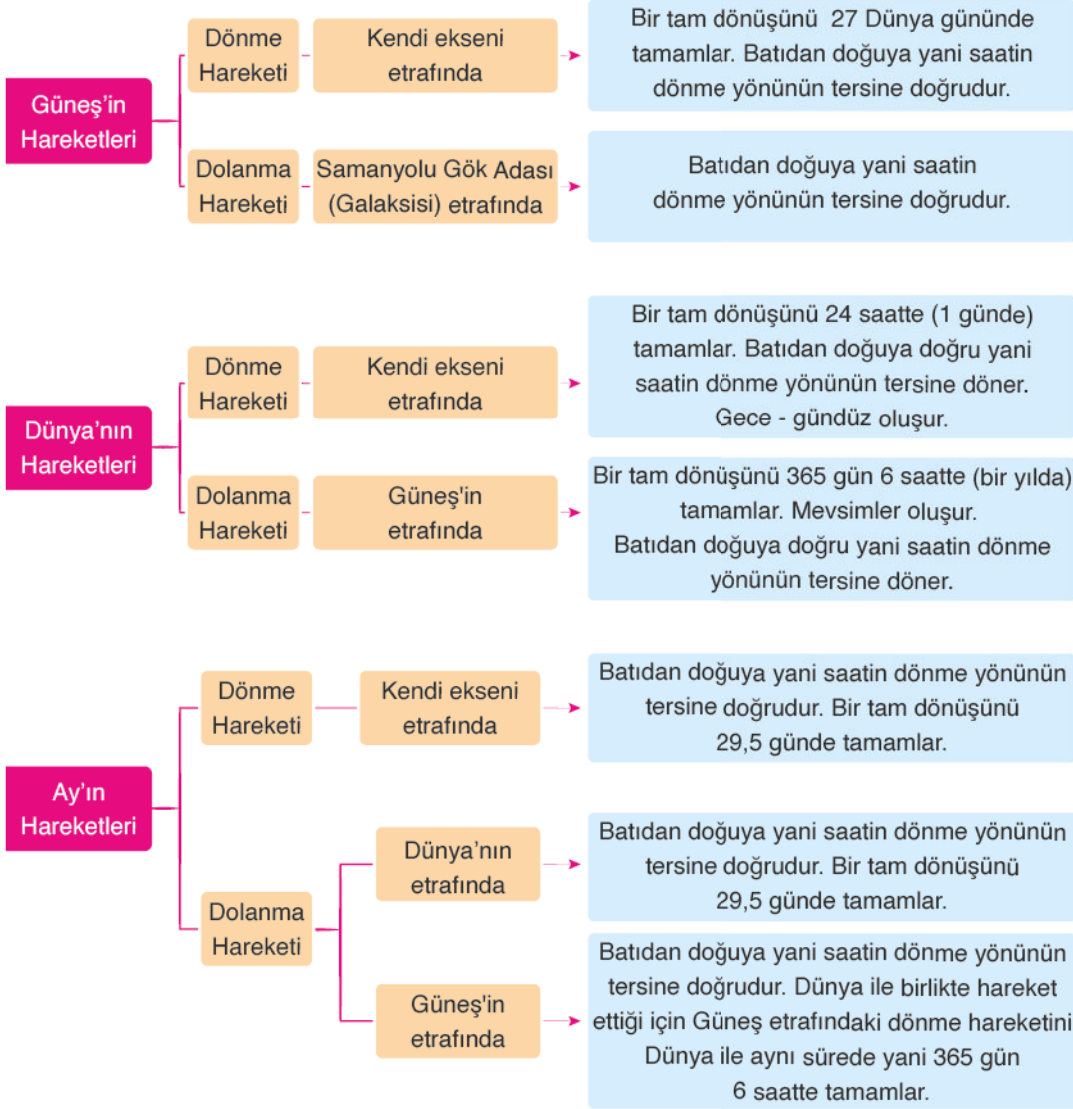 Güneş'in
Hareketleri
Dönme
Hareketi
Kendi ekseni
etrafında
Bir tam dönüşünü 27 Dünya gününde
tamamlar. Batıdan doğuya yani saatin
dönme yönünün tersine doğrudur.
Dolanma
Hareketi
Samanyolu Gök Adası
(Galaksisi) etrafında
Batıdan doğuya yani saatin
dönme yönünün tersine doğrudur.
Dünya'nın
Hareketleri
Dönme
Hareketi
Kendi ekseni
etrafında
Bir tam dönüşünü 24 saatte (1 günde)
tamamlar. Batıdan doğuya doğru yani
saatin dönme yönünün tersine döner.
Gece - gündüz oluşur.
Dolanma
Hareketi
Güneş'in
etrafında
Bir tam dönüşünü 365 gün 6 saatte (bir yılda)
tamamlar. Mevsimler oluşur.
Batıdan doğuya doğru yani saatin dönme
yönünün tersine döner.
Ay'ın
Hareketleri
Dönme
Hareketi
Kendi ekseni
etrafında
Batıdan doğuya yani saatin dönme yönünün
tersine doğrudur. Bir tam dönüşünü
29,5 günde tamamlar.
Dolanma
Hareketi
Dünya'nın
etrafında
Batıdan doğuya yani saatin dönme yönünün
tersine doğrudur. Bir tam dönüşünü
29,5 günde tamamlar.
Güneş'in
etrafında
Batıdan doğuya yani saatin dönme yönünün
tersine doğrudur. Dünya ile birlikte hareket
ettiği için Güneş etrafındaki dönme hareketini
Dünya ile aynı sürede yani 365 gün
6 saatte tamamlar.